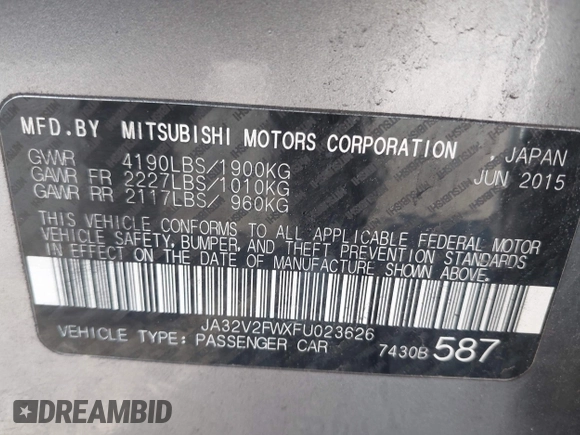 MFD.BY MITSUBISHI MOTORS CORPORATION , JAPAN
GVWR 4190LBS/1900KG JUN 2015
GAWR FR 2227LBS/1010KG
GAWR RR 2117LBS/ 960KG
THIS VEHICLE CONFORMS TO ALL APPLICABLE FEDERAL MOTOR
VEHICLE SAFETY, BUMPER, AND THEFT PREVENTION STANDARDS
IN EFFECT ON THE DATE OF MANUFACTURE SHOWN ABOVE.
JA32V2FWXFU023626
VEHICLE TYPE: PASSENGER CAR 7430B 587
DREAMBID